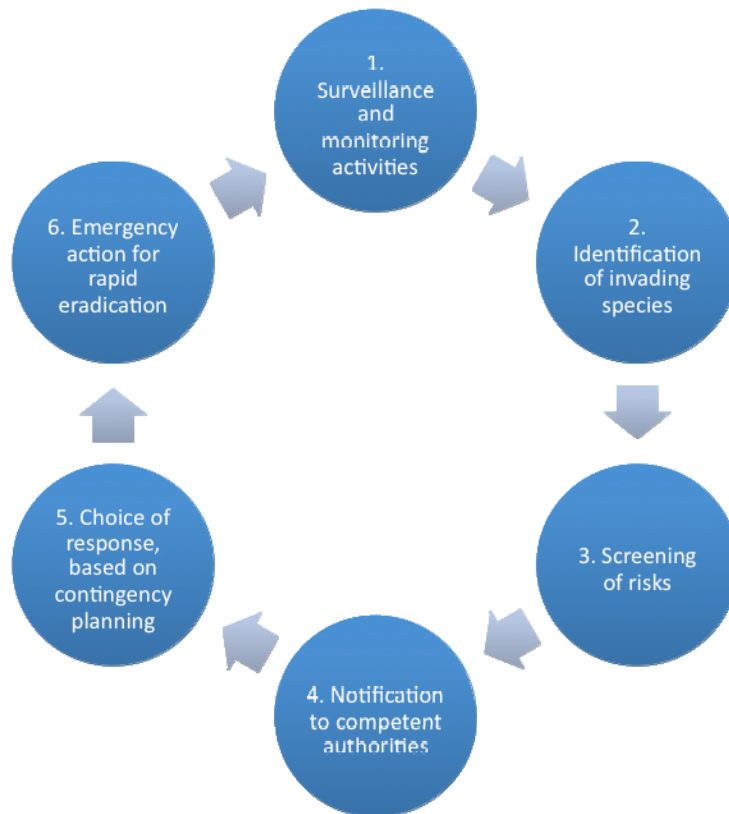 1.
Surveillance
and
monitoring
activities
2.
Identification
of invading
species
3. Screening
of risks
4. Notification
to competent
authorities
5. Choice of
response,
based on
contingency
planning
6. Emergency
action for
rapid
eradication